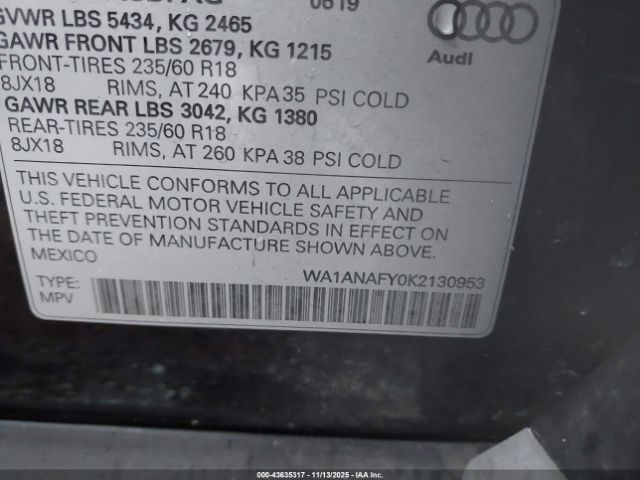 0619
GVWR LBS 5434, KG 2465
GAWR FRONT LBS 2679, KG 1215
FRONT-TIRES 235/60 R18
8JX18 RIMS, AT 240 KPA 35 PSI COLD
GAWR REAR LBS 3042, KG 1380
REAR-TIRES 235/60 R18
8JX18 RIMS, AT 260 KPA 38 PSI COLD
Audi
THIS VEHICLE CONFORMS TO ALL APPLICABLE
U.S. FEDERAL MOTOR VEHICLE SAFETY AND
THEFT PREVENTION STANDARDS IN EFFECT ON
THE DATE OF MANUFACTURE SHOWN ABOVE.
MEXICO
WA1ANAFY0K2130953
TYPE:
MPV
000-43635317 - 11/13/2025 - IAA, Inc.